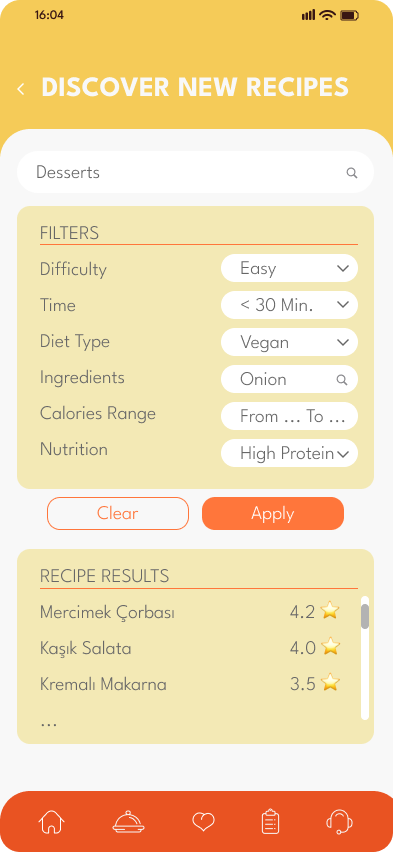 16:04
DISCOVER NEW RECIPES
Desserts
FILTERS
Difficulty Easy
Time < 30 Min.
Diet Type Vegan
Ingredients Onion
Calories Range From ... To ...
Nutrition High Protein
Clear Apply
RECIPE RESULTS
Mercimek Çorbası 4.2
Kaşık Salata 4.0
Kremalı Makarna 3.5
...